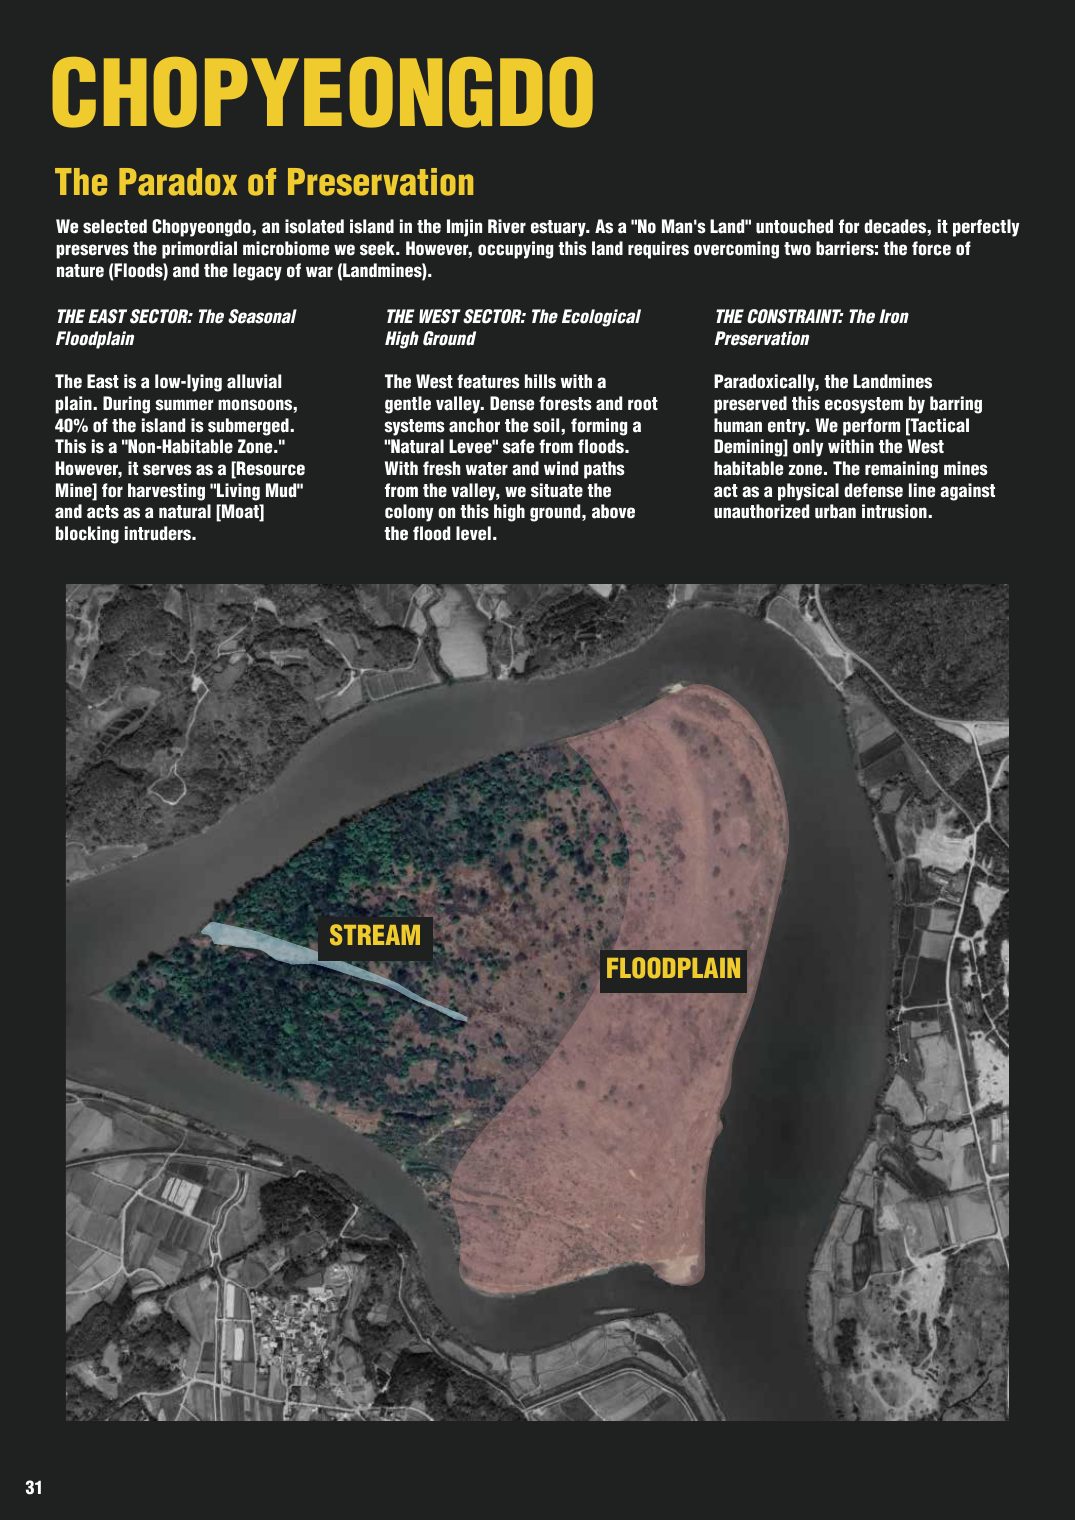 CHOPYEONGDO
The Paradox of Preservation
We selected Chopyeongdo, an isolated island in the Imjin River estuary. As a "No Man's Land" untouched for decades, it perfectly
preserves the primordial microbiome we seek. However, occupying this land requires overcoming two barriers: the force of
nature (Floods) and the legacy of war (Landmines).
THE EAST SECTOR: The Seasonal
Floodplain
The East is a low-lying alluvial
plain. During summer monsoons,
40% of the island is submerged.
This is a "Non-Habitable Zone."
However, it serves as a [Resource
Mine] for harvesting "Living Mud"
and acts as a natural [Moat]
blocking intruders.
THE WEST SECTOR: The Ecological
High Ground
The West features hills with a
gentle valley. Dense forests and root
systems anchor the soil, forming a
"Natural Levee" safe from floods.
With fresh water and wind paths
from the valley, we situate the
colony on this high ground, above
the flood level.
THE CONSTRAINT: The Iron
Preservation
Paradoxically, the Landmines
preserved this ecosystem by barring
human entry. We perform [Tactical
Demining] only within the West
habitable zone. The remaining mines
act as a physical defense line against
unauthorized urban intrusion.
STREAM
FLOODPLAIN
31